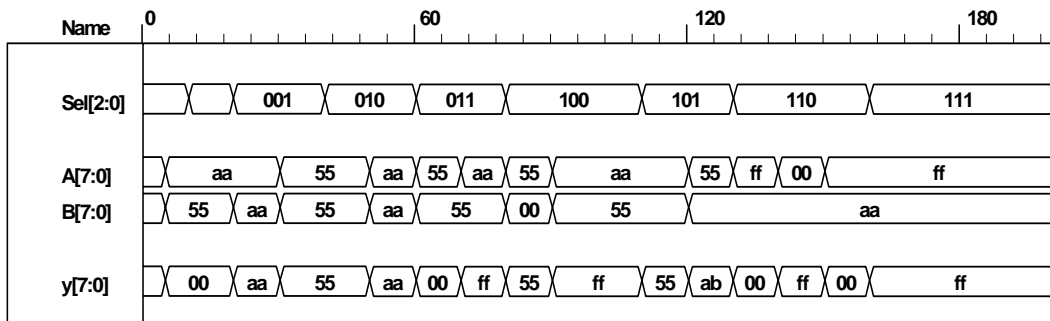 Name 0 60 120 180
Sel[2:0] 001 010 011 100 101 110 111
A[7:0] aa 55 aa 55 aa 55 aa 55 ff 00 ff
B[7:0] 55 aa 55 aa 55 00 55 aa
y[7:0] 00 aa 55 aa 00 ff 55 ff 55 ab 00 ff 00 ff